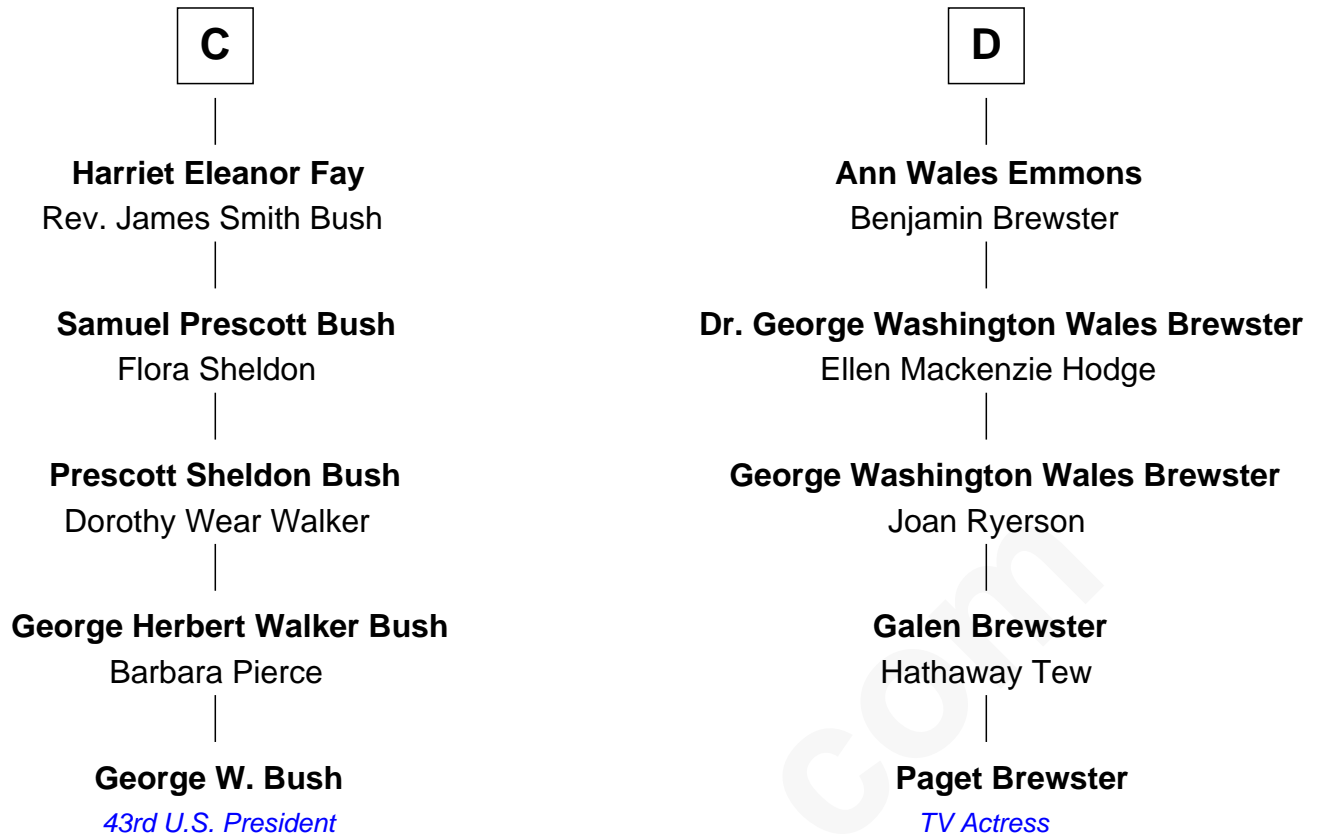 C
Harriet Eleanor Fay
Rev. James Smith Bush
Samuel Prescott Bush
Flora Sheldon
Prescott Sheldon Bush
Dorothy Wear Walker
George Herbert Walker Bush
Barbara Pierce
George W. Bush
43rd U.S. President
D
Ann Wales Emmons
Benjamin Brewster
Dr. George Washington Wales Brewster
Ellen Mackenzie Hodge
George Washington Wales Brewster
Joan Ryerson
Galen Brewster
Hathaway Tew
Paget Brewster
TV Actress
com